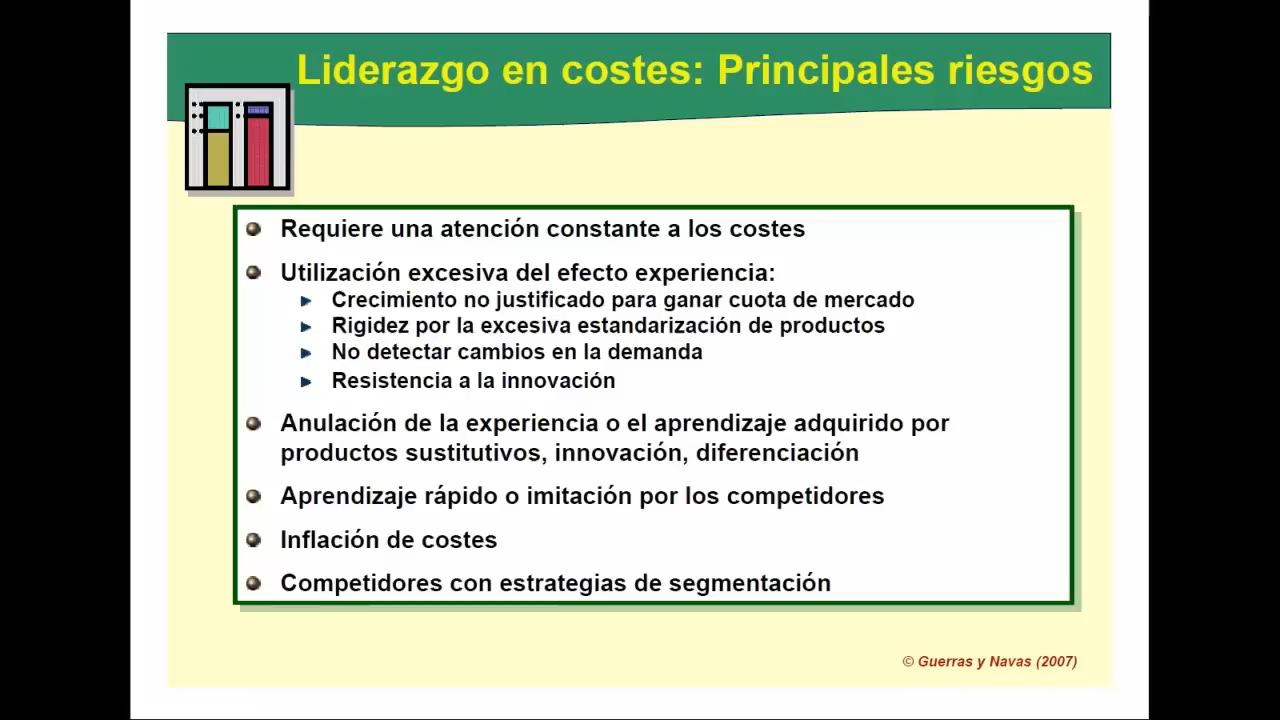 Liderazgo en costes: Principales riesgos
Requiere una atención constante a los costes
Utilización excesiva del efecto experiencia:
Crecimiento no justificado para ganar cuota de mercado
Rigidez por la excesiva estandarización de productos
No detectar cambios en la demanda
Resistencia a la innovación
Anulación de la experiencia o el aprendizaje adquirido por
productos sustitutivos, innovación, diferenciación
Aprendizaje rápido o imitación por los competidores
Inflación de costes
Competidores con estrategias de segmentación
© Guerras y Navas (2007)